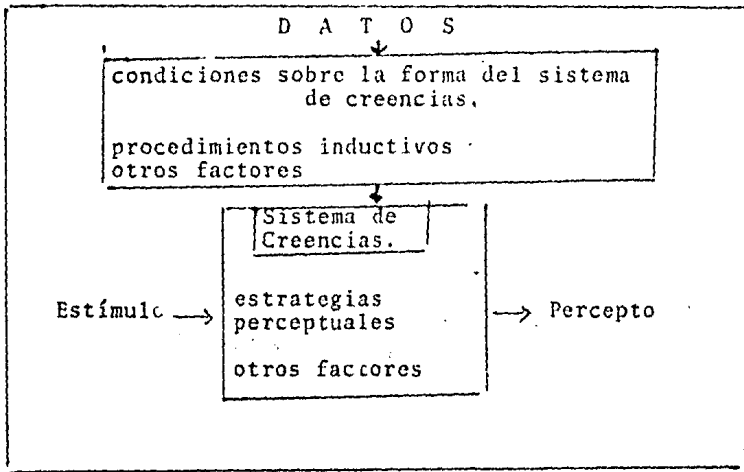 D A T O S
condiciones sobre la forma del sistema
de creencias.
procedimientos inductivos
otros factores
Sistema de
Creencias.
estrategias
Estímulo → → Percepto
perceptuales
otros factores